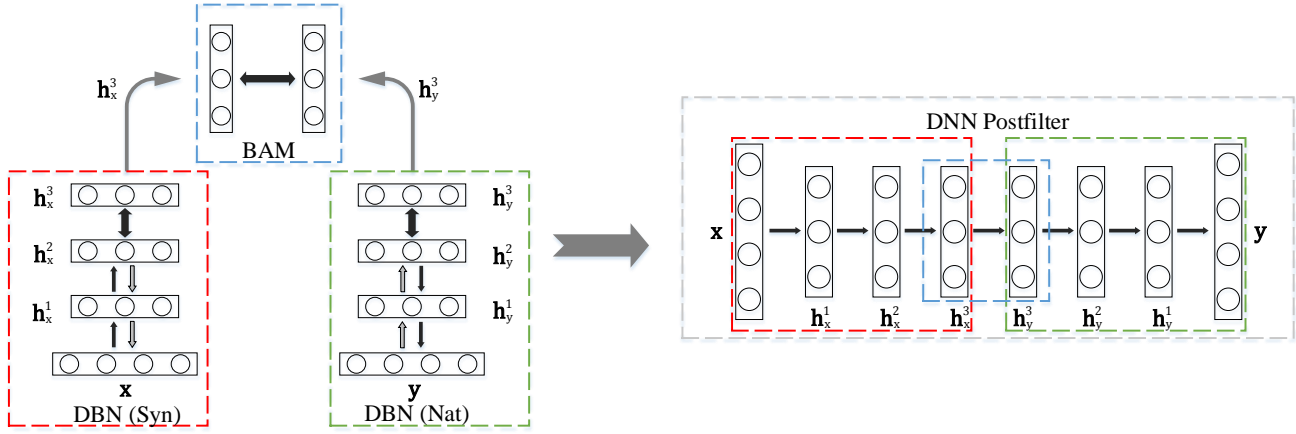 BAM
h_x^3
h_y^3
h_x^3
h_x^2
h_x^1
x
DBN (Syn)
h_y^3
h_y^2
h_y^1
y
DBN (Nat)
DNN Postfilter
x
y
h_x^1 h_x^2 h_x^3 h_y^3 h_y^2 h_y^1